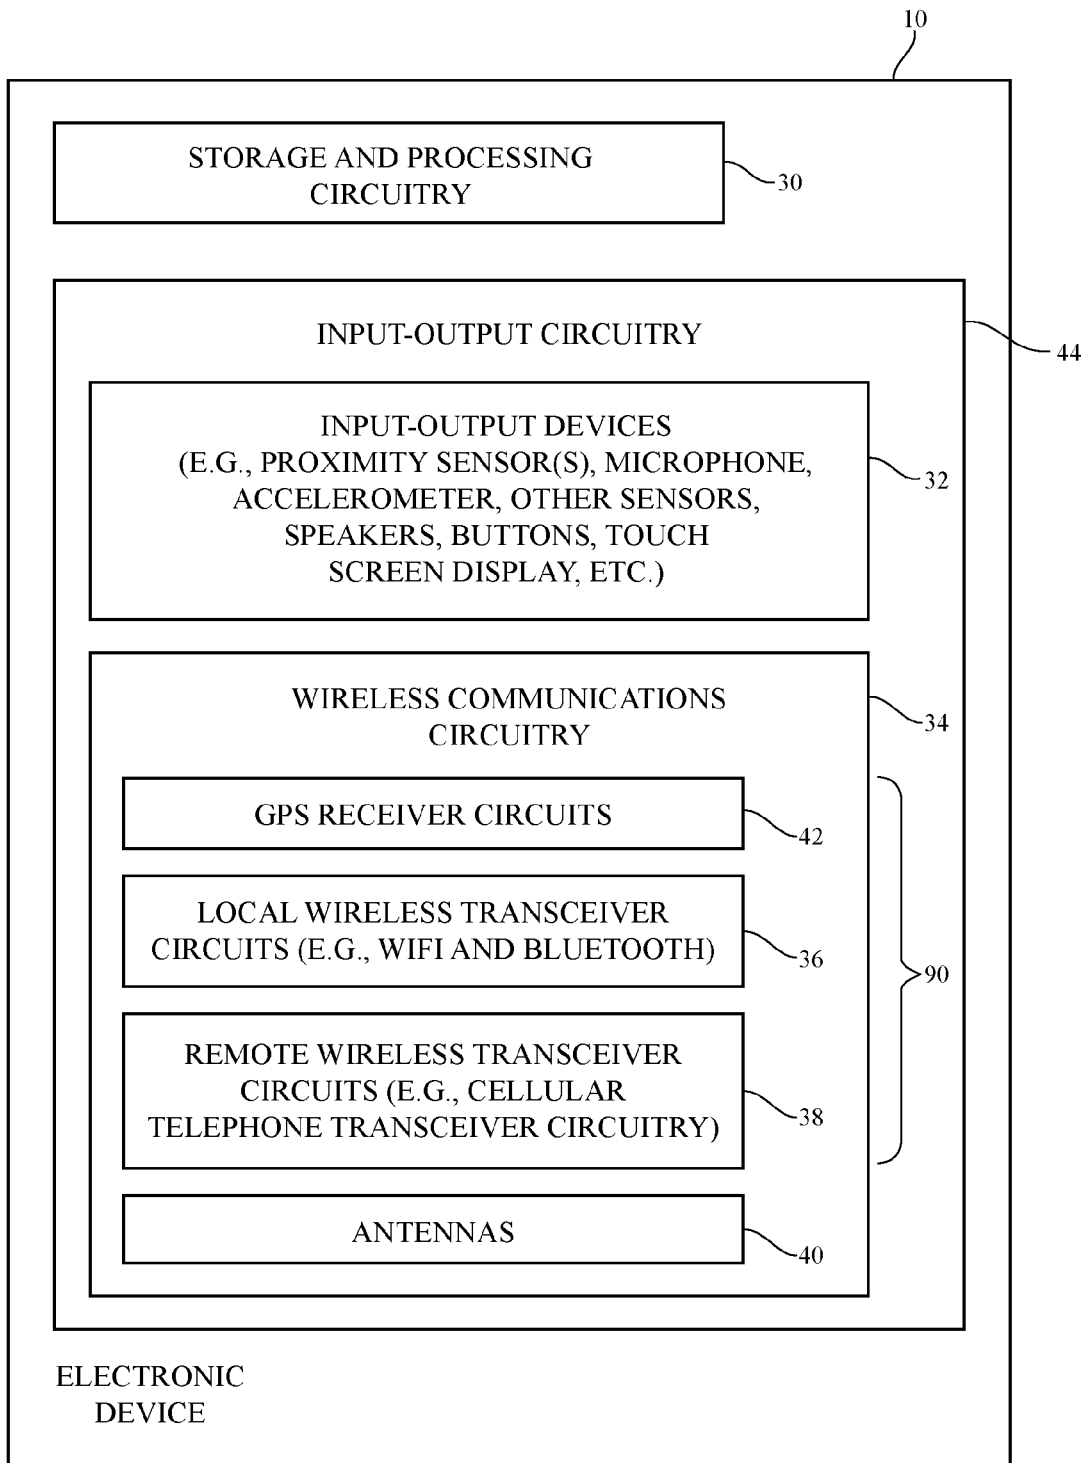 10
STORAGE AND PROCESSING
CIRCUITRY
30
INPUT-OUTPUT CIRCUITRY
44
INPUT-OUTPUT DEVICES
(E.G., PROXIMITY SENSOR(S), MICROPHONE,
ACCELEROMETER, OTHER SENSORS,
SPEAKERS, BUTTONS, TOUCH
SCREEN DISPLAY, ETC.)
32
WIRELESS COMMUNICATIONS
CIRCUITRY
34
GPS RECEIVER CIRCUITS
42
LOCAL WIRELESS TRANSCEIVER
CIRCUITS (E.G., WIFI AND BLUETOOTH)
36
90
REMOTE WIRELESS TRANSCEIVER
CIRCUITS (E.G., CELLULAR
TELEPHONE TRANSCEIVER CIRCUITRY)
38
ANTENNAS
40
ELECTRONIC
DEVICE